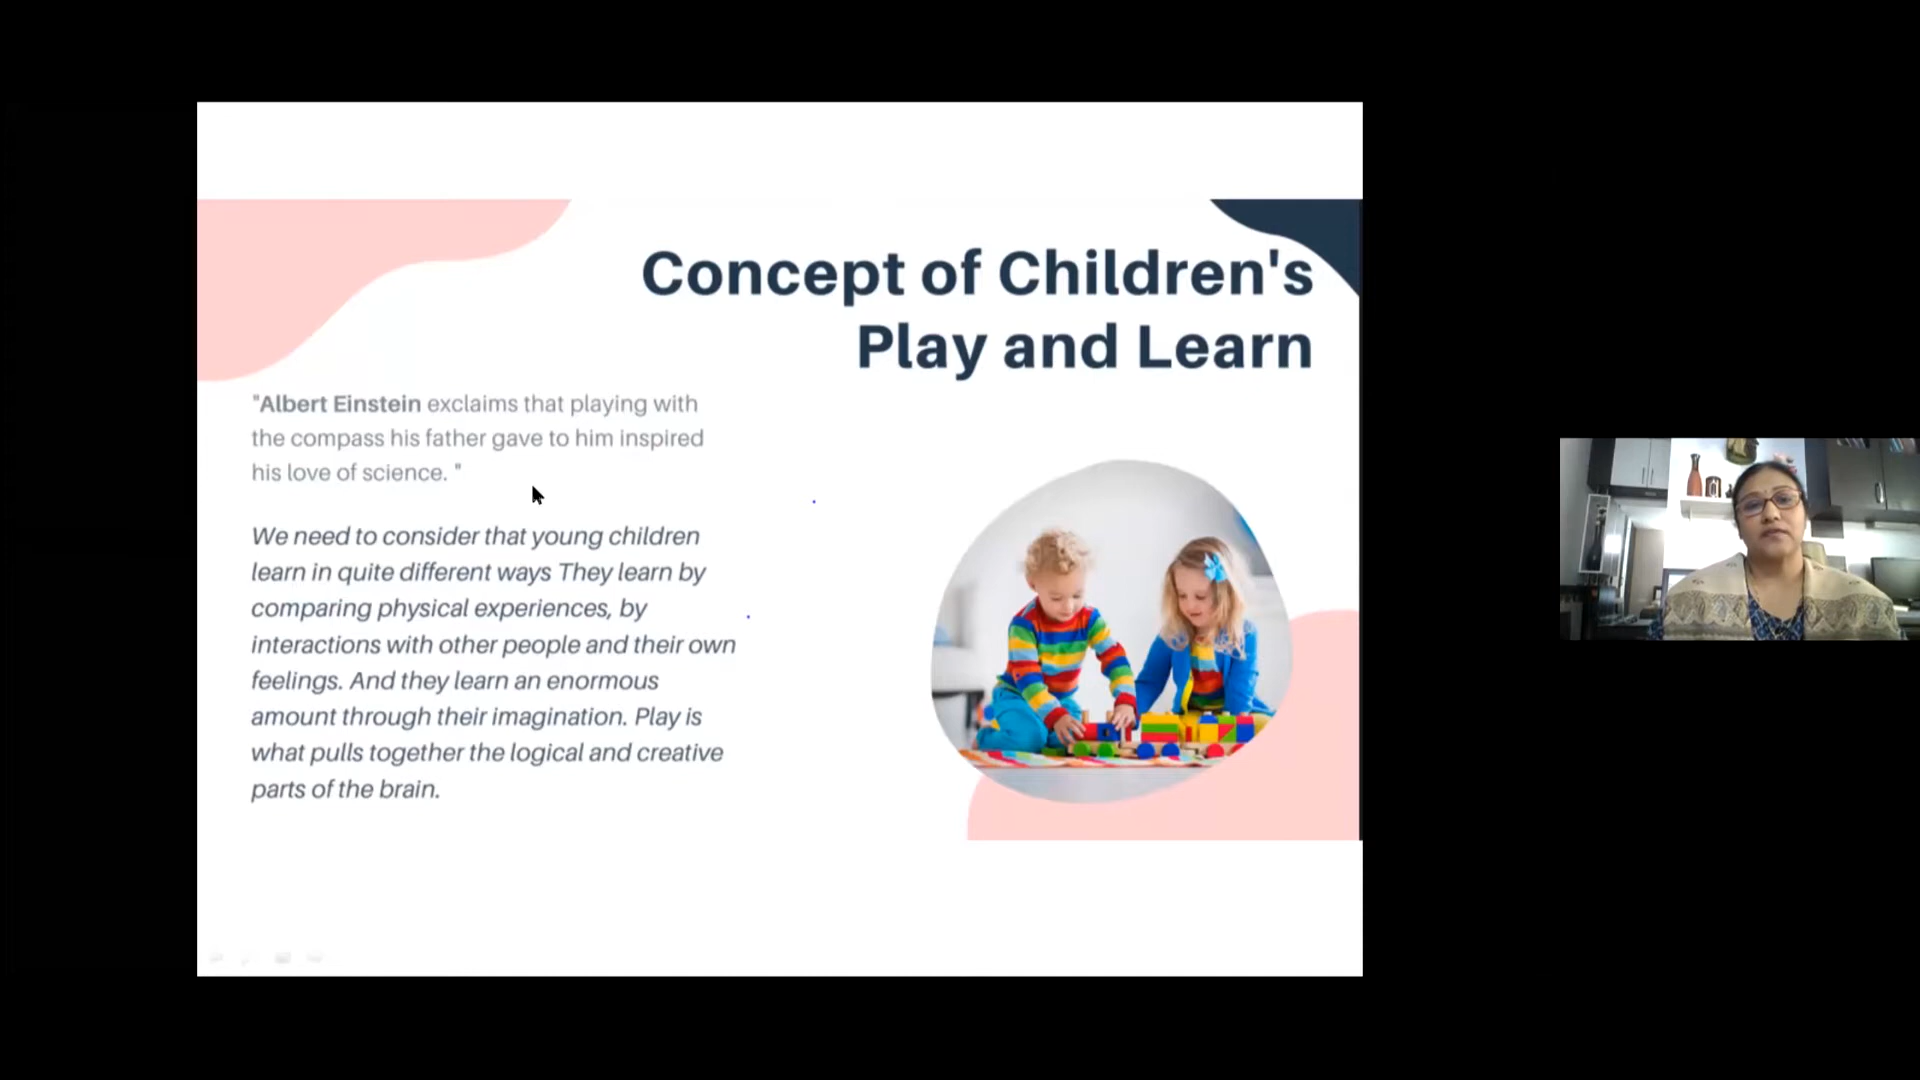 Concept of Children's
Play and Learn
"Albert Einstein exclaims that playing with
the compass his father gave to him inspired
his love of science. "
We need to consider that young children
learn in quite different ways They learn by
comparing physical experiences, by
interactions with other people and their own
feelings. And they learn an enormous
amount through their imagination. Play is
what pulls together the logical and creative
parts of the brain.